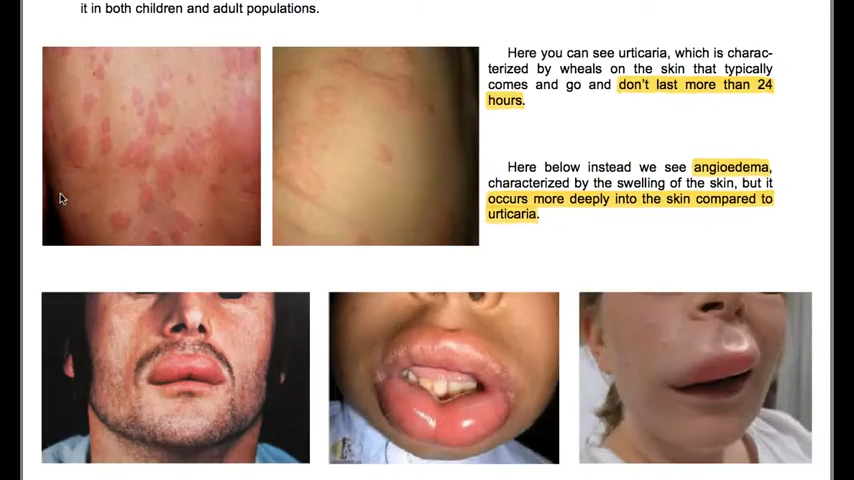 it in both children and adult populations.
Here you can see urticaria, which is charac-
terized by wheals on the skin that typically
comes and go and don't last more than 24
hours.
Here below instead we see angioedema,
characterized by the swelling of the skin, but it
occurs more deeply into the skin compared to
urticaria.